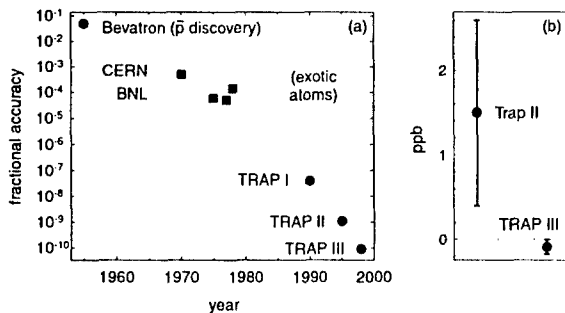 (a)
Bevatron (p̄ discovery)
CERN
BNL
(exotic
atoms)
TRAP I
TRAP II
TRAP III
10⁻¹
10⁻²
10⁻³
10⁻⁴
10⁻⁵
10⁻⁶
10⁻⁷
10⁻⁸
10⁻⁹
10⁻¹⁰
fractional accuracy
1960 1970 1980 1990 2000
year
(b)
Trap II
TRAP III
2
1
0
ppb